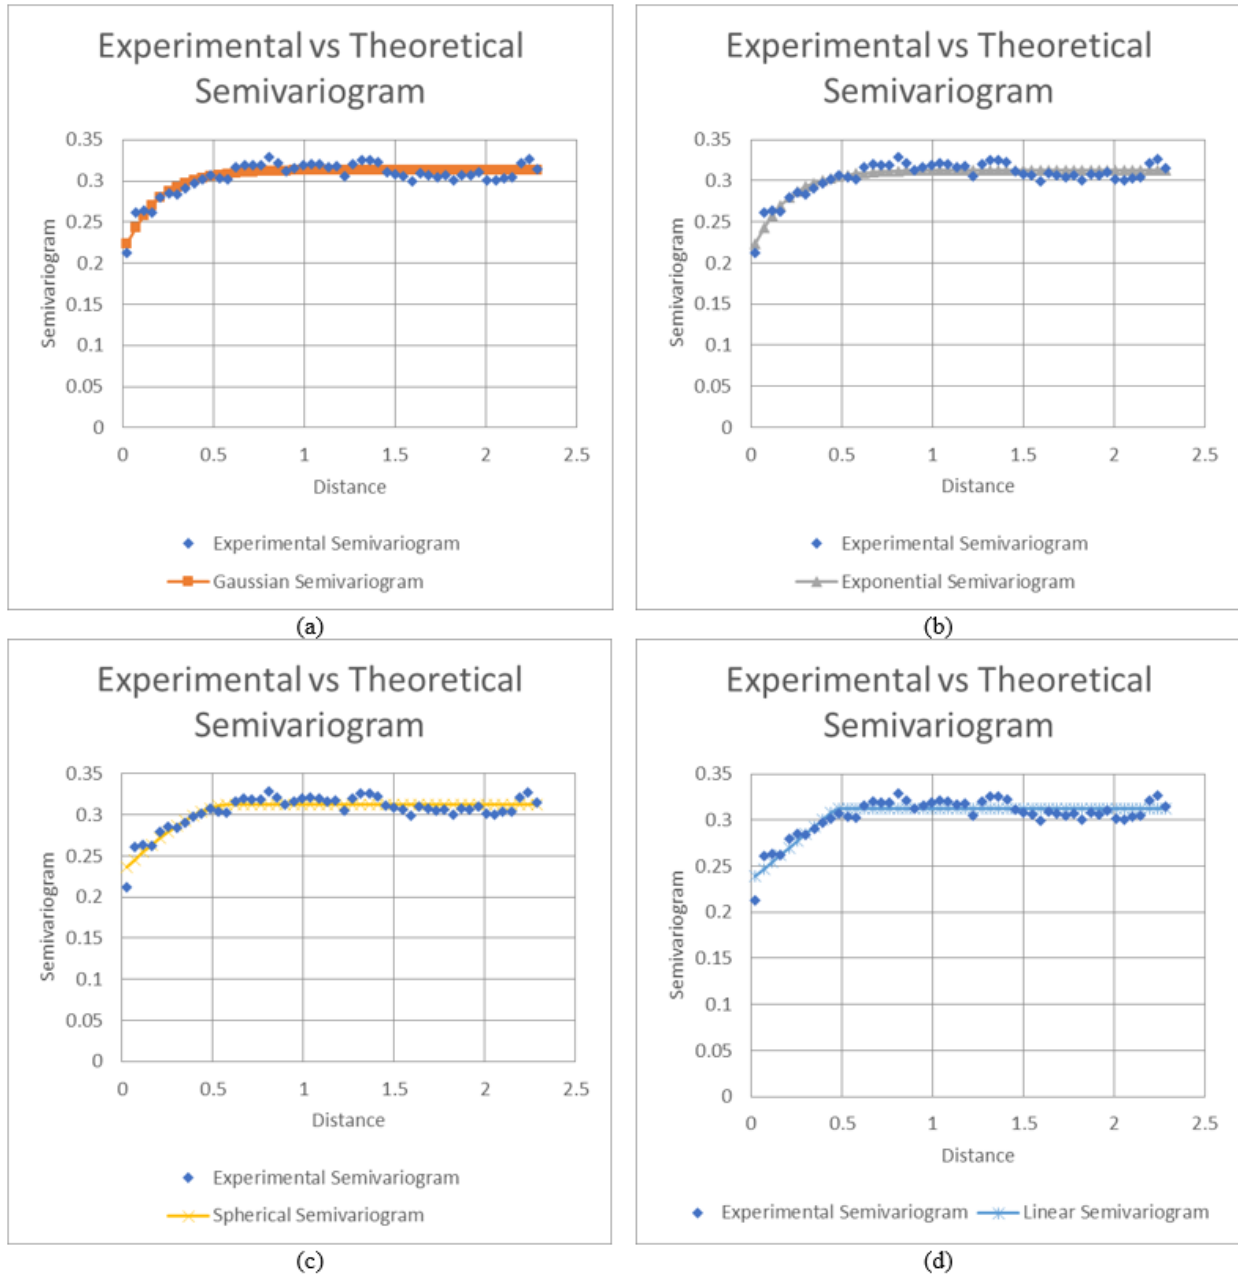 Experimental vs Theoretical
Semivariogram
0.35
0.3
0.25
0.2
0.15
0.1
0.05
0
Semivariogram
0 0.5 1 1.5 2 2.5
Distance
Experimental Semivariogram
Gaussian Semivariogram
(a)
Experimental vs Theoretical
Semivariogram
0.35
0.3
0.25
0.2
0.15
0.1
0.05
0
Semivariogram
0 0.5 1 1.5 2 2.5
Distance
Experimental Semivariogram
Exponential Semivariogram
(b)
Experimental vs Theoretical
Semivariogram
0.35
0.3
0.25
0.2
0.15
0.1
0.05
0
Semivariogram
0 0.5 1 1.5 2 2.5
Distance
Experimental Semivariogram
Spherical Semivariogram
(c)
Experimental vs Theoretical
Semivariogram
0.35
0.3
0.25
0.2
0.15
0.1
0.05
0
Semivariogram
0 0.5 1 1.5 2 2.5
Distance
Experimental Semivariogram Linear Semivariogram
(d)